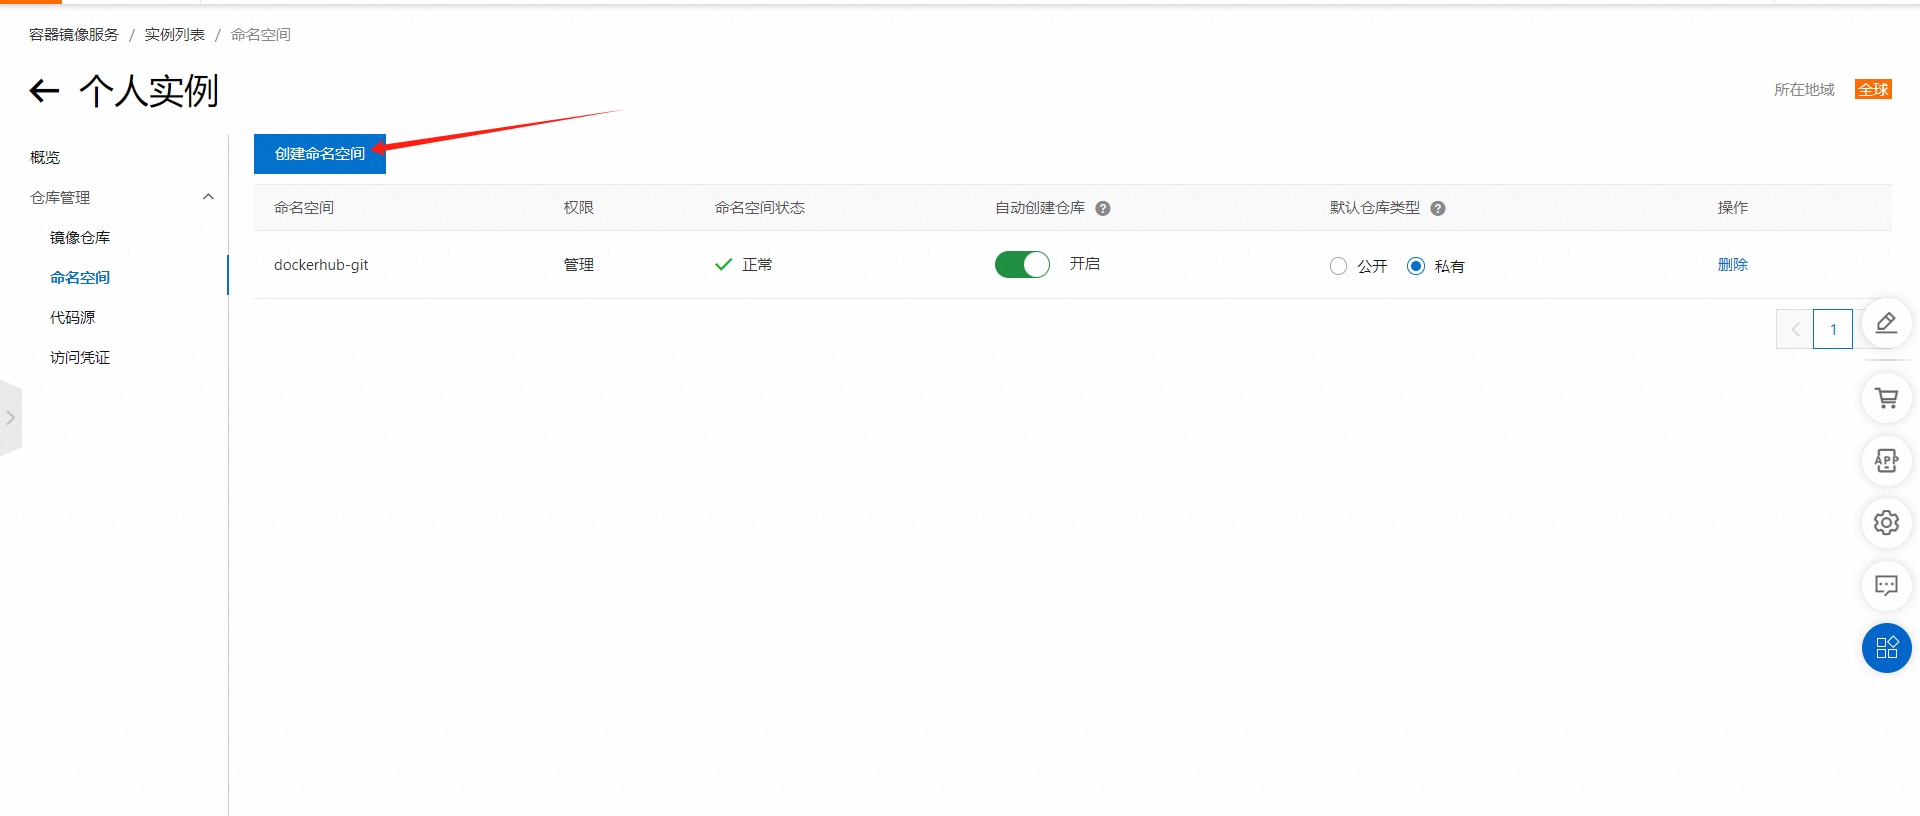 容器镜像服务 / 实例列表 / 命名空间
个人实例
所在地域 全球
概览
仓库管理
镜像仓库
命名空间
代码源
访问凭证
创建命名空间
命名空间 权限 命名空间状态 自动创建仓库 ? 默认仓库类型 ? 操作
dockerhub-git 管理 正常 开启 公开 私有 删除
1
APP